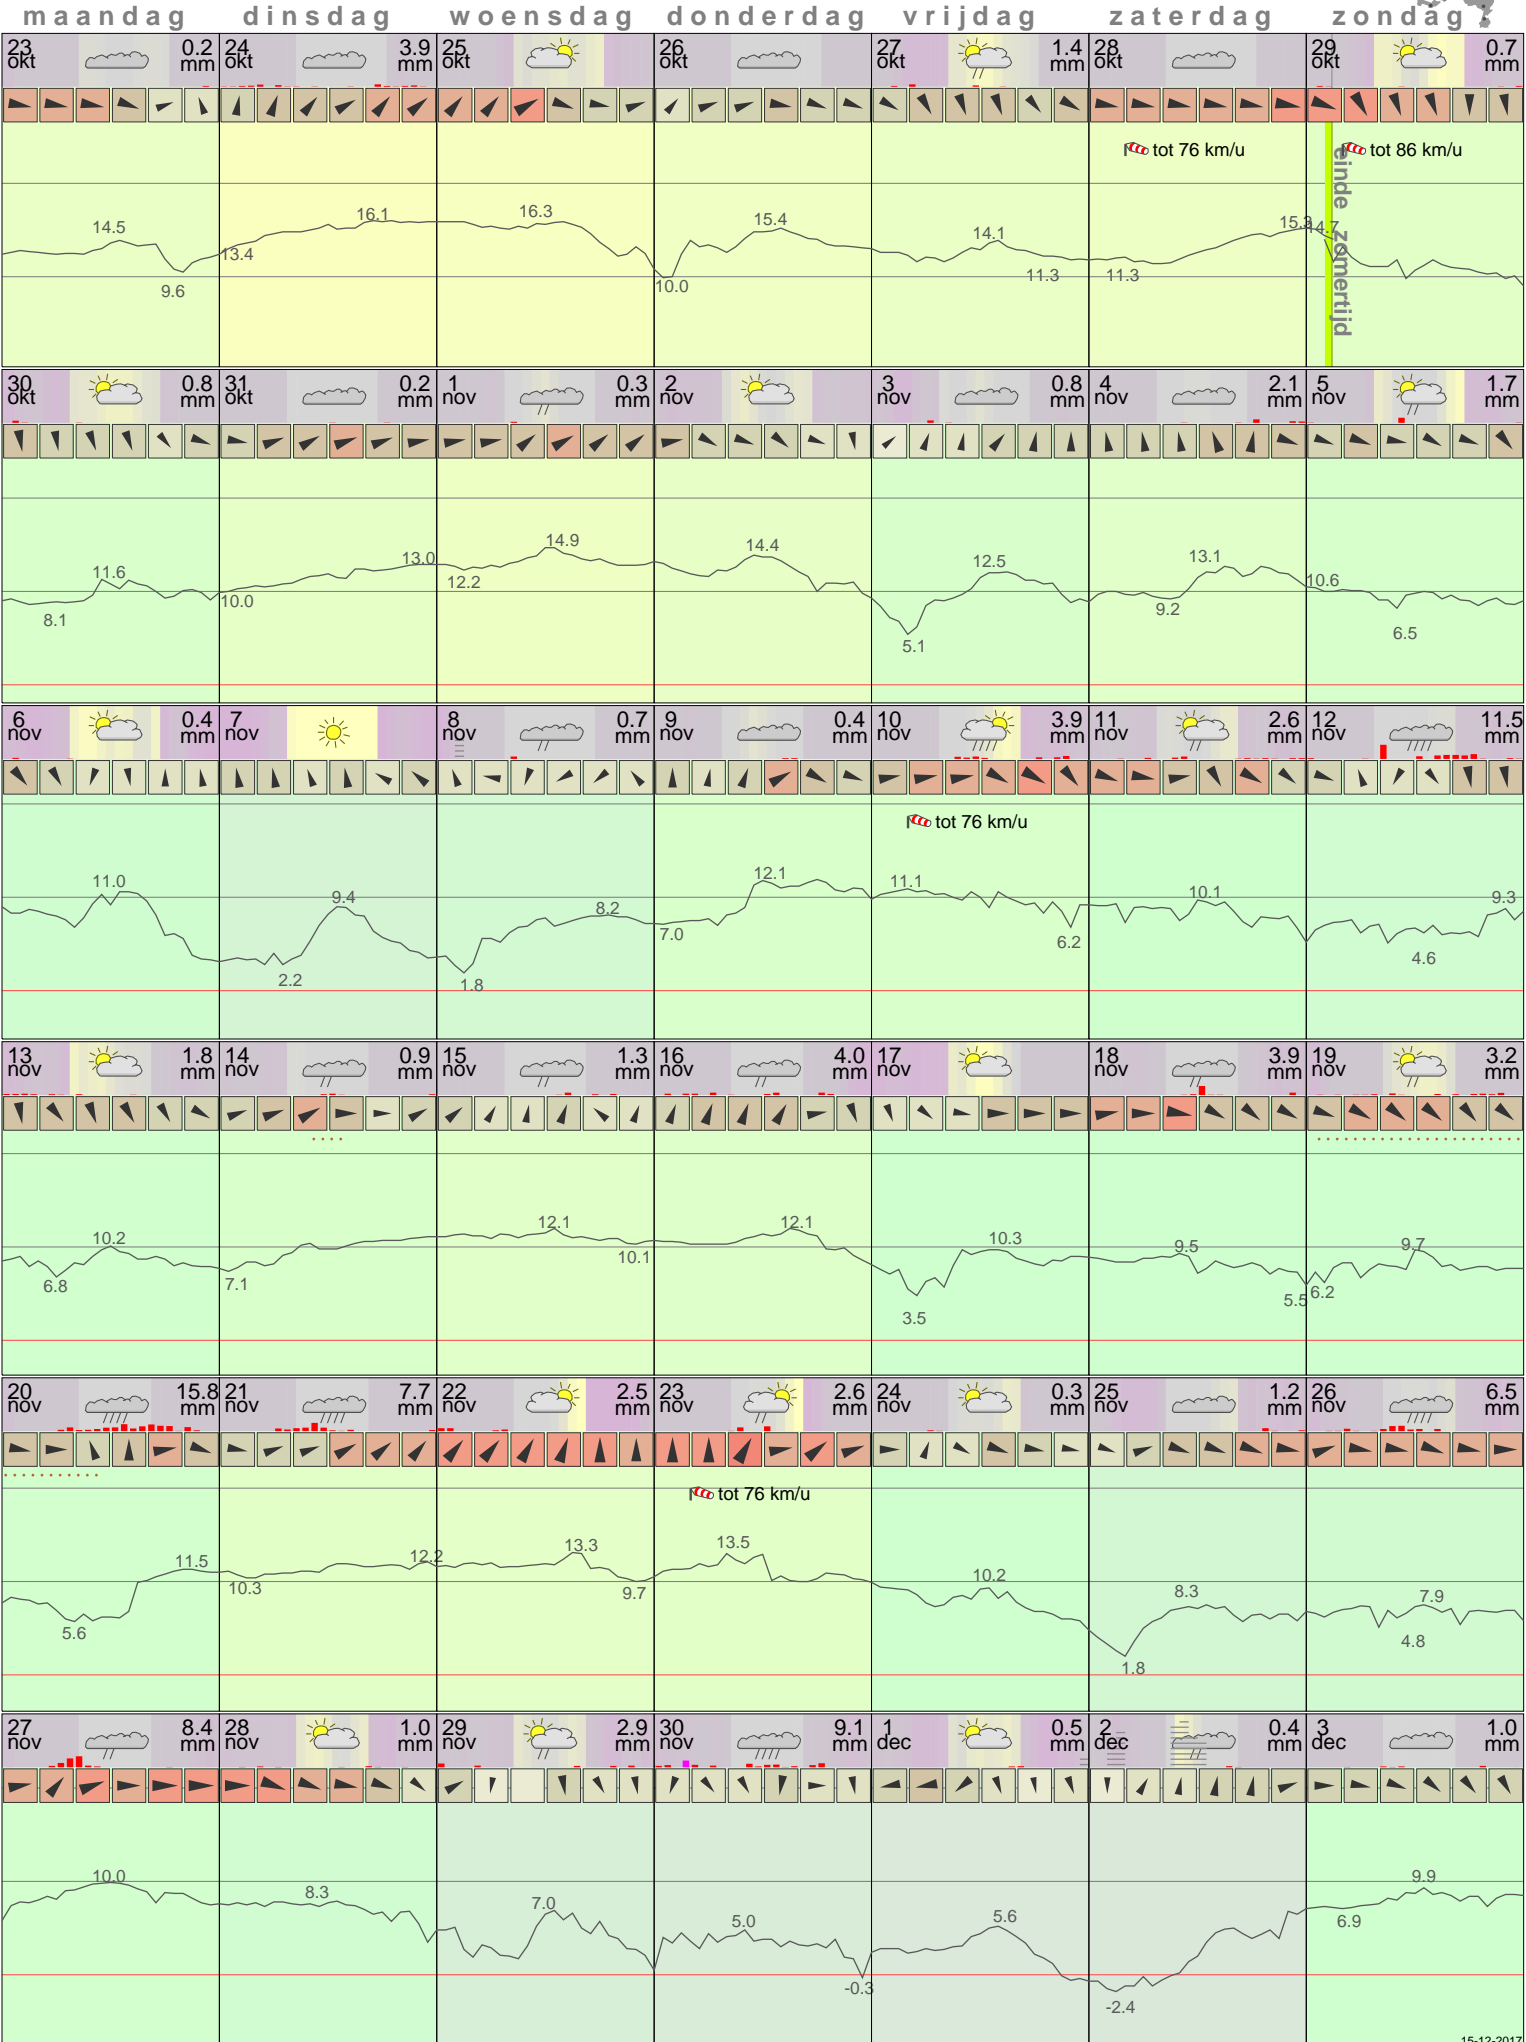 maandag dinsdag woensdag donderdag vrijdag zaterdag zondag
23 0.2 24 3.9 25 26 27 1.4 28 29 0.7
okt mm okt mm okt okt okt mm okt okt mm
tot 76 km/u tot 86 km/u
einde zomertijd
14.5 9.6 13.4 16.1 16.3 10.0 15.4 14.1 11.3 11.3 15.3 14.7
30 0.8 31 0.2 1 0.3 2 3 0.8 4 2.1 5 1.7
okt mm okt mm nov mm nov nov mm nov mm nov mm
8.1 11.6 10.0 13.0 12.2 14.9 14.4 5.1 12.5 9.2 13.1 10.6 6.5
6 0.4 7 8 0.7 9 0.4 10 3.9 11 2.6 12 11.5
nov mm nov nov mm nov mm nov mm nov mm nov mm
tot 76 km/u
11.0 2.2 9.4 1.8 8.2 7.0 12.1 11.1 6.2 10.1 4.6 9.3
13 1.8 14 0.9 15 1.3 16 4.0 17 18 3.9 19 3.2
nov mm nov mm nov mm nov mm nov nov mm nov mm
6.8 10.2 7.1 12.1 10.1 12.1 3.5 10.3 9.5 5.5 6.2 9.7
20 15.8 21 7.7 22 2.5 23 2.6 24 0.3 25 1.2 26 6.5
nov mm nov mm nov mm nov mm nov mm nov mm nov mm
tot 76 km/u
5.6 11.5 10.3 12.2 13.3 9.7 13.5 10.2 1.8 8.3 4.8 7.9
27 8.4 28 1.0 29 2.9 30 9.1 1 0.5 2 0.4 3 1.0
nov mm nov mm nov mm nov mm dec mm dec mm dec mm
10.0 8.3 7.0 5.0 -0.3 5.6 -2.4 6.9 9.9
15-12-2017